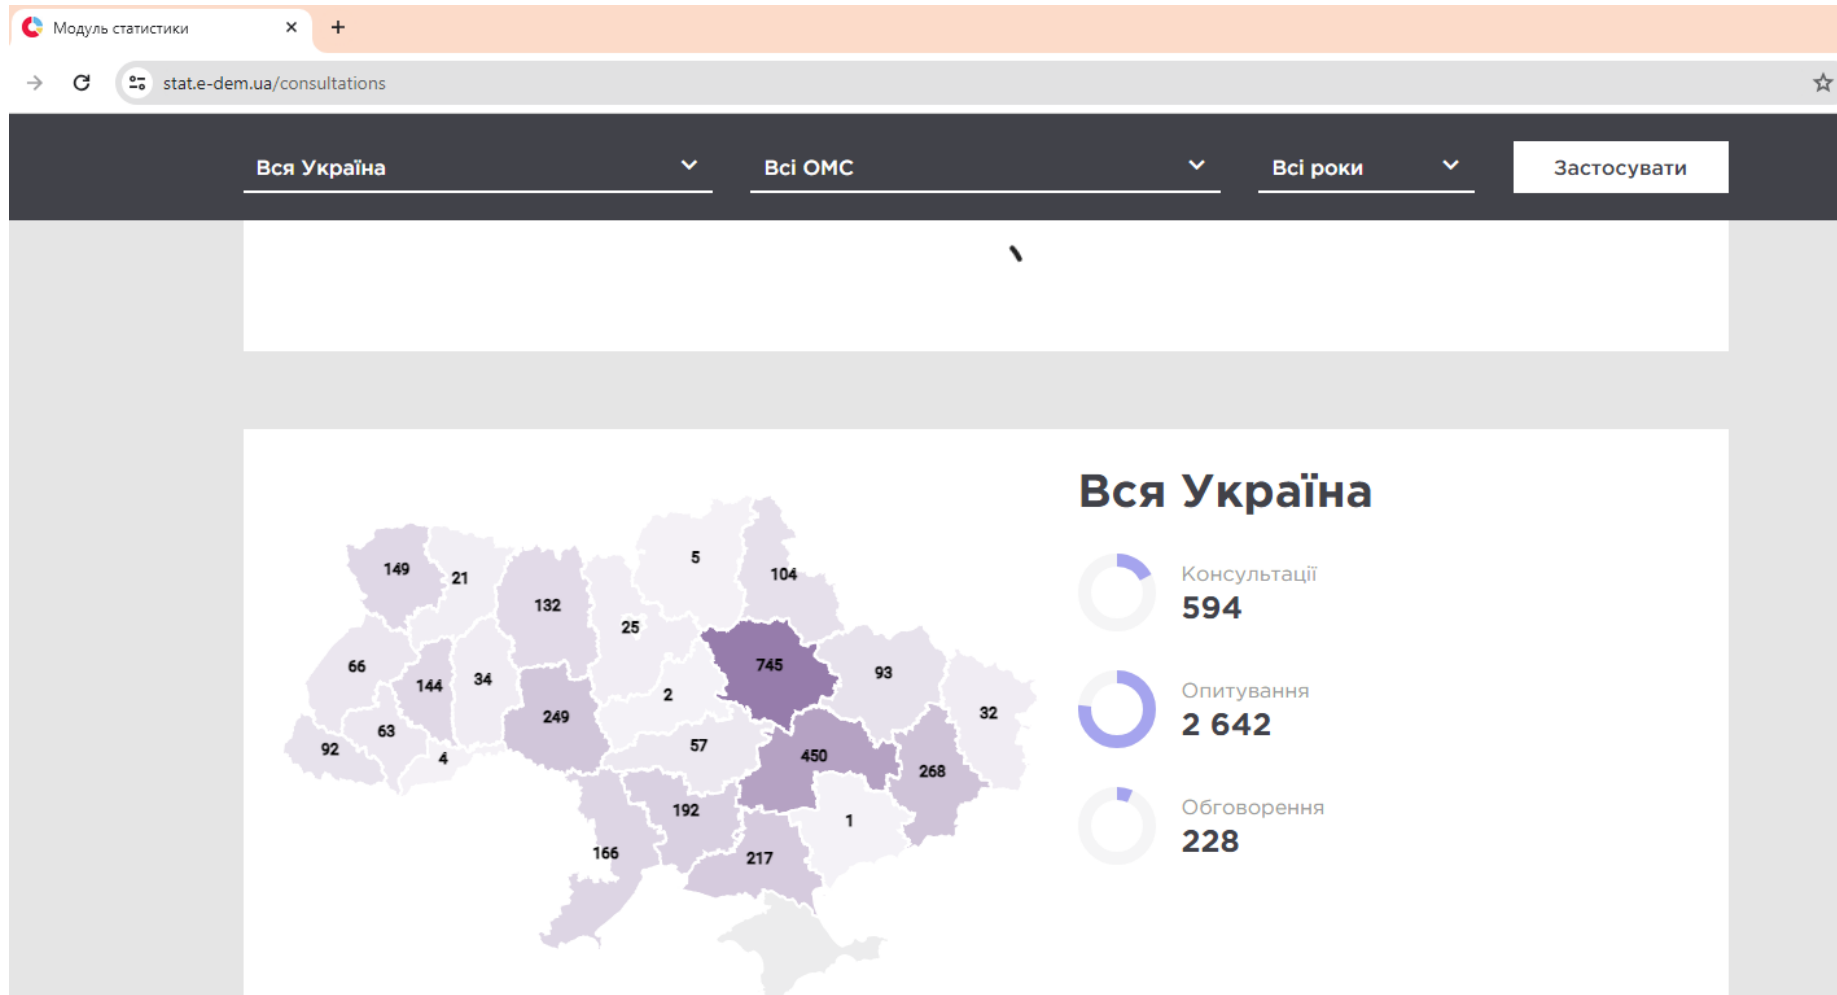 Модуль статистики
stat.e-dem.ua/consultations
Вся Україна
Всі ОМС
Всі роки
Застосувати
Вся Україна
Консультації
594
Опитування
2 642
Обговорення
228
149
21
132
25
5
104
66
144
34
249
2
745
93
32
92
63
4
57
450
268
166
192
217
1